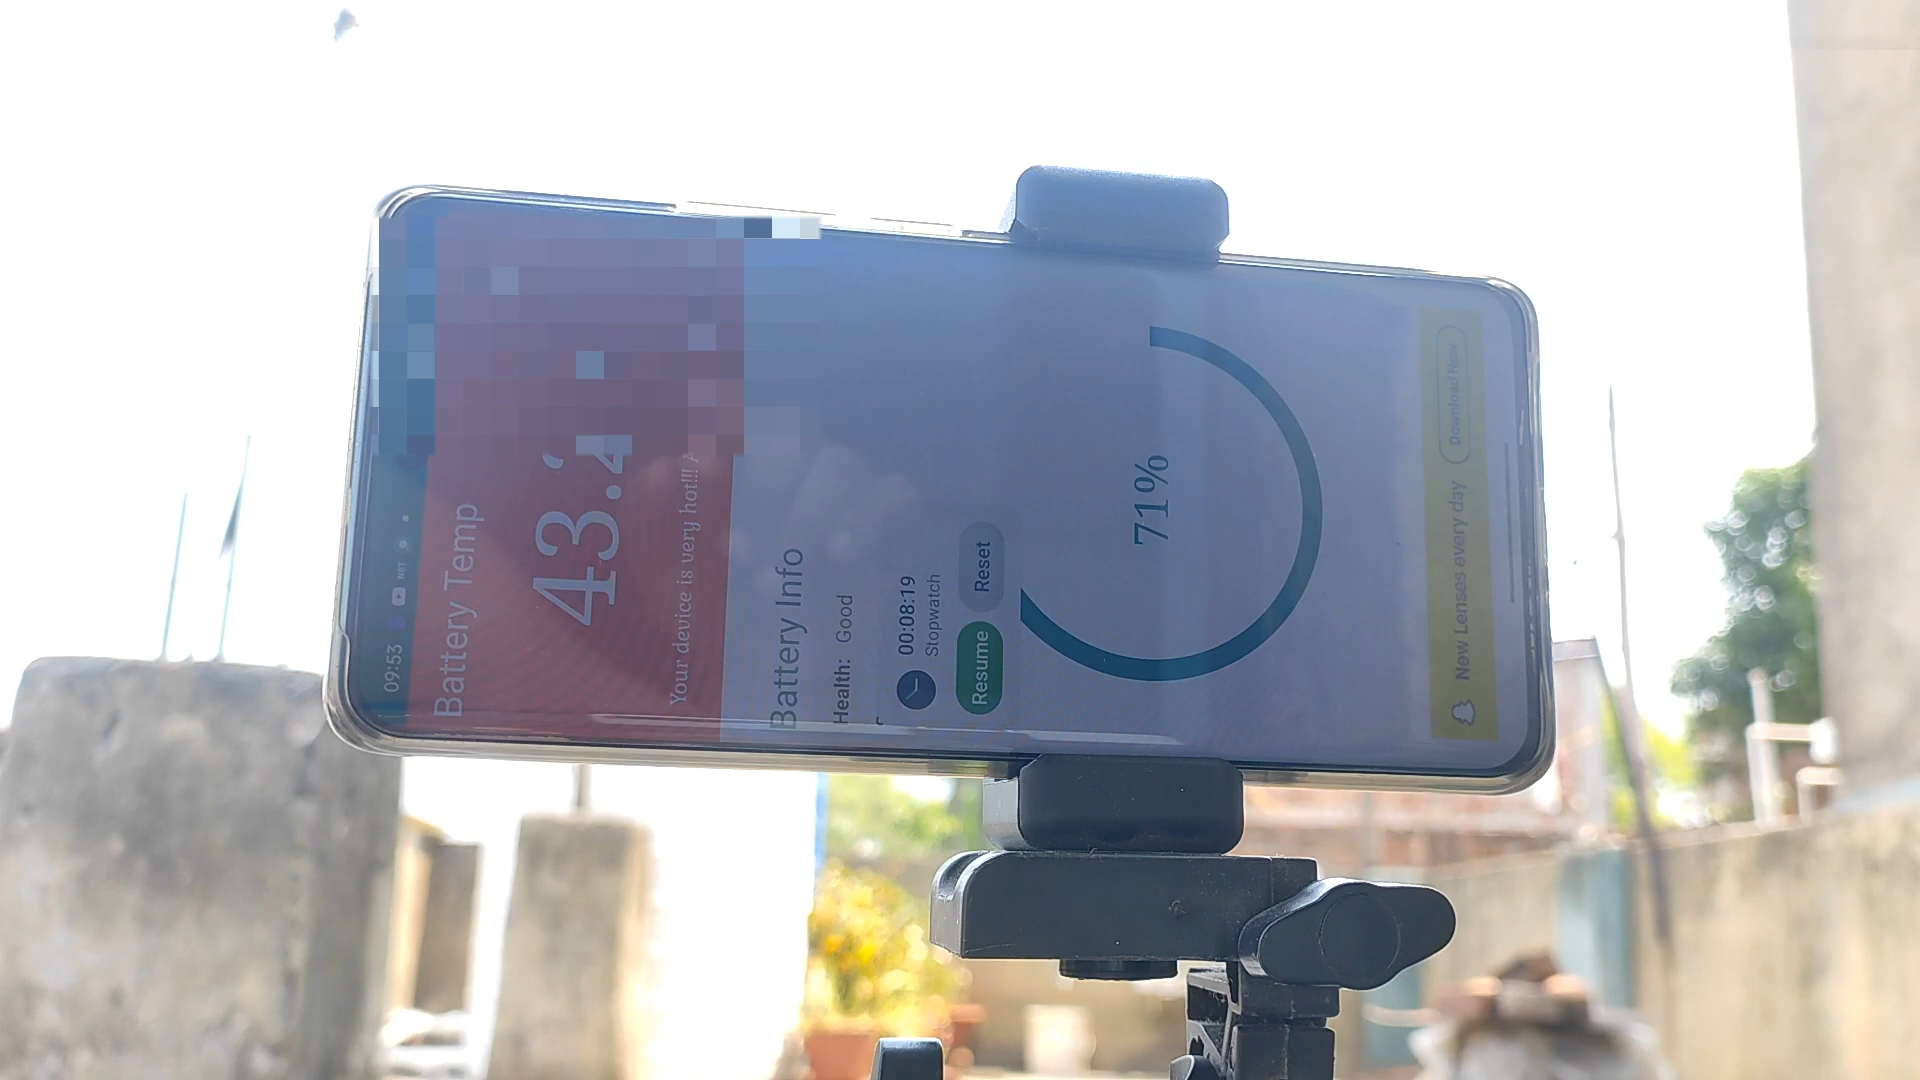 09:53
Battery Temp
43.
Your device is very hot!!!
Battery Info
Health: Good
00:08:19
Stopwatch
Resume Reset
71%
New Lenses every day Download Now